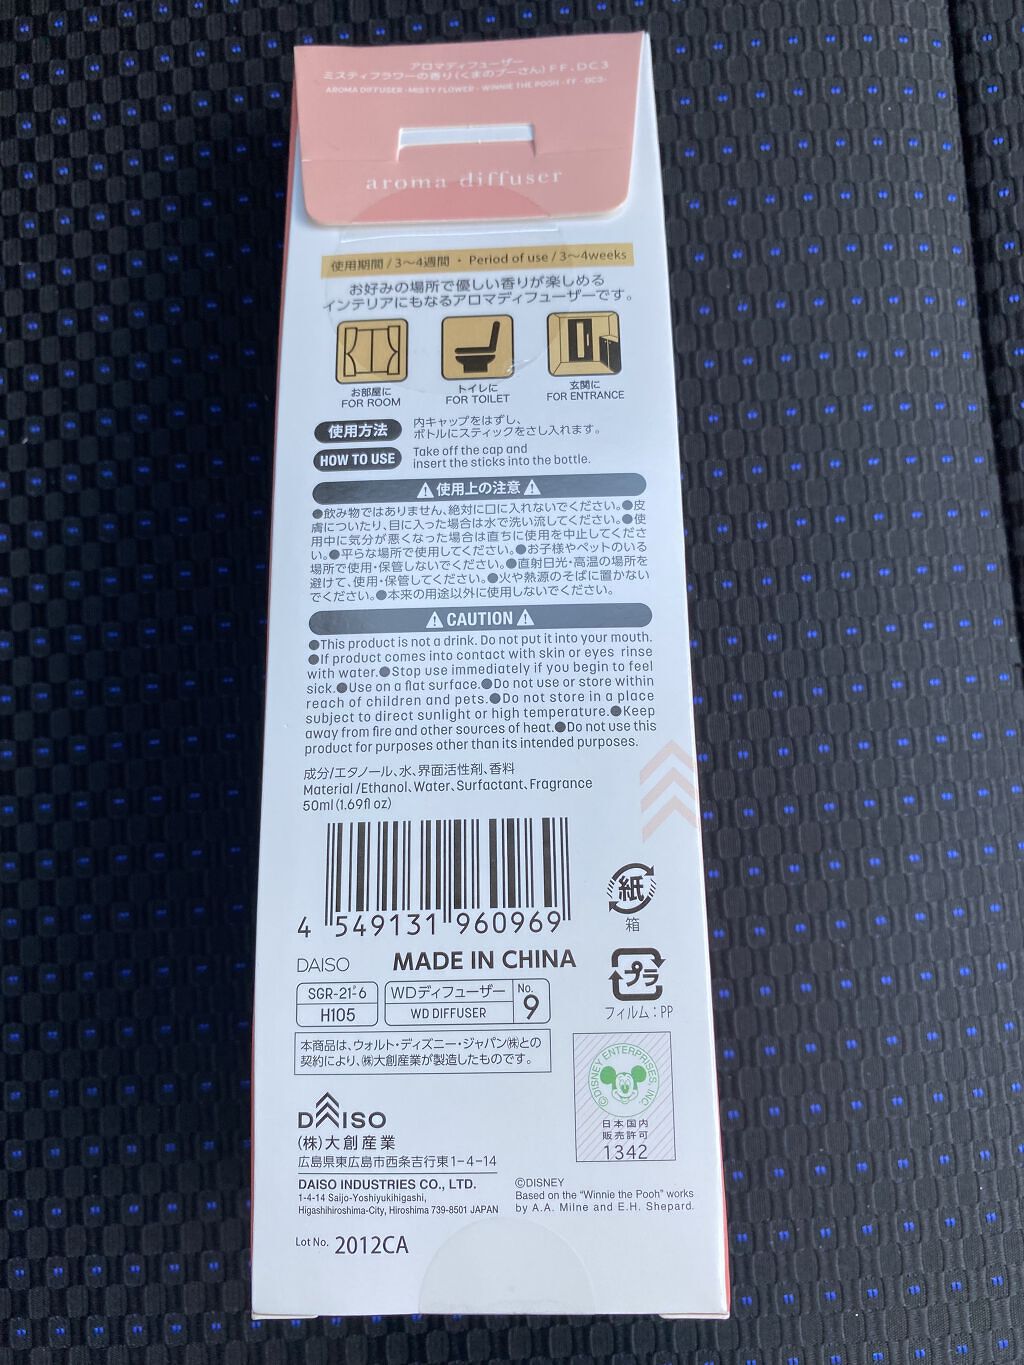 アロマディフューザー
ミスティフラワーの香り(くまのプーさん)FF.DC3
AROMA DIFFUSER -MISTY FLOWER - WINNIE THE POOH -FF -DC3-
aroma diffuser
使用期間 / 3〜4週間 ・ Period of use / 3〜4weeks
お好みの場所で優しい香りが楽しめる
インテリアにもなるアロマディフューザーです。
お部屋に
FOR ROOM
トイレに
FOR TOILET
玄関に
FOR ENTRANCE
使用方法
内キャップをはずし、
ボトルにスティックをさし入れます。
HOW TO USE
Take off the cap and
insert the sticks into the bottle.
使用上の注意
●飲み物ではありません、絶対に口に入れないでください。●皮
膚についたり、目に入った場合は水で洗い流してください。●使
用中に気分が悪くなった場合は直ちに使用を中止してくださ
い。●平らな場所で使用してください。●お子様やペットのいる
場所で使用・保管しないでください。●直射日光・高温の場所を
避けて、使用・保管してください。●火や熱源のそばに置かない
でください。●本来の用途以外に使用しないでください。
CAUTION
●This product is not a drink. Do not put it into your mouth.
●If product comes into contact with skin or eyes rinse
with water.●Stop use immediately if you begin to feel
sick.●Use on a flat surface.●Do not use or store within
reach of children and pets.●Do not store in a place
subject to direct sunlight or high temperature.●Keep
away from fire and other sources of heat.●Do not use this
product for purposes other than its intended purposes.
成分/エタノール、水、界面活性剤、香料
Material /Ethanol、Water、Surfactant、Fragrance
50ml (1.69fl oz)
4 549131 960969
紙
箱
DAISO
MADE IN CHINA
プラ
フィルム：PP
SGR-21-6
H105
WDディフューザー
WD DIFFUSER
No.
9
本商品は、ウォルト・ディズニー・ジャパン㈱との
契約により、㈱大創産業が製造したものです。
©DISNEY ENTERPRISES, INC.
日本国内
販売許可
1342
DAISO
(株)大創産業
広島県東広島市西条吉行東1-4-14
DAISO INDUSTRIES CO., LTD.
1-4-14 Saijo-Yoshiyukihigashi,
Higashihiroshima-City, Hiroshima 739-8501 JAPAN
©DISNEY
Based on the "Winnie the Pooh" works
by A.A. Milne and E.H. Shepard.
Lot No. 2012CA